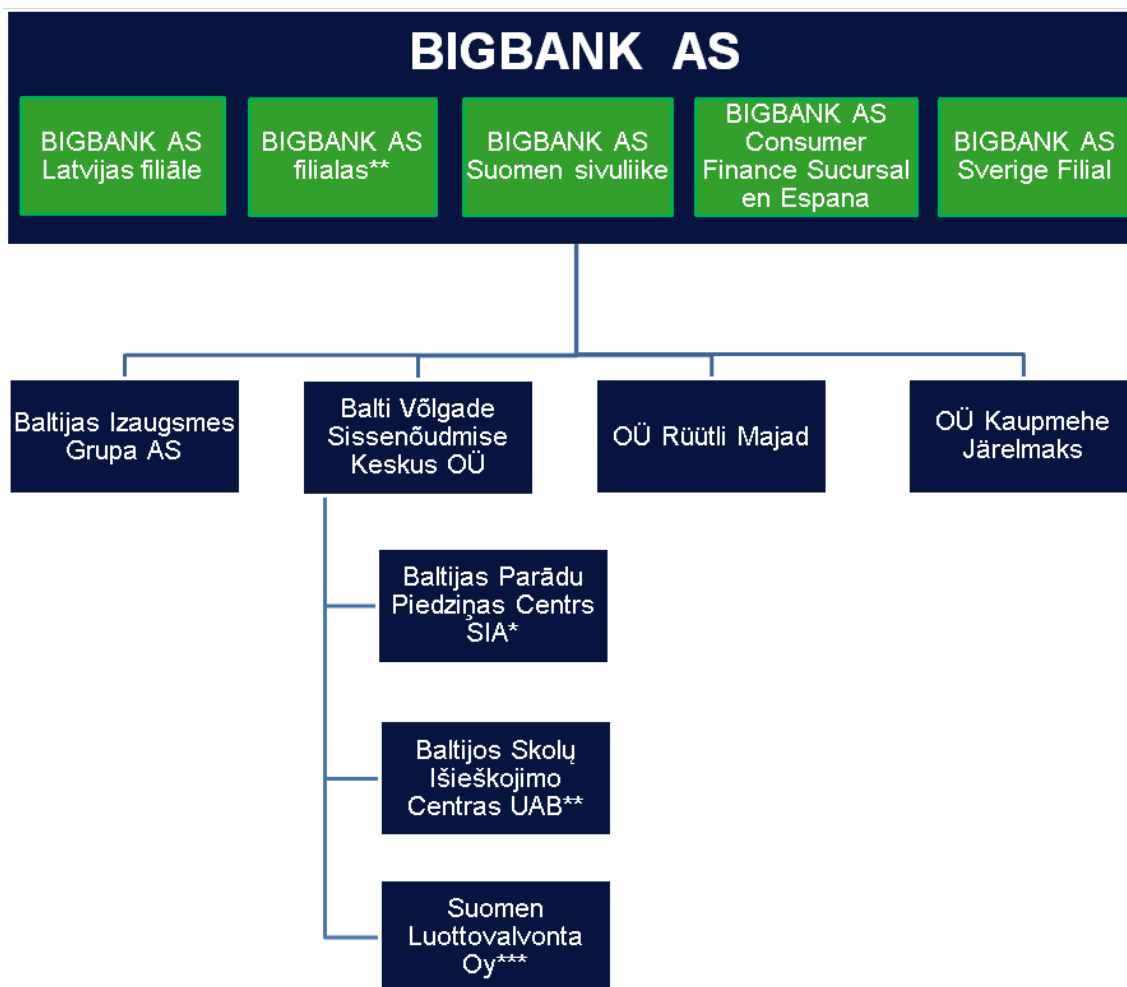 BIGBANK AS
BIGBANK AS
Latvijas filiāle
BIGBANK AS
filialas**
BIGBANK AS
Suomen sivuliike
BIGBANK AS
Consumer
Finance Sucursal
en Espana
BIGBANK AS
Sverige Filial
Baltijas Izaugsmes
Grupa AS
Balti Võlgade
Sissenõudmise
Keskus OÜ
OÜ Rüütli Majad
OÜ Kaupmehe
Järelmaks
Baltijas Parādu
Piedziņas Centrs
SIA*
Baltijos Skolų
Išieškojimo
Centras UAB**
Suomen
Luottovalvonta
Oy***